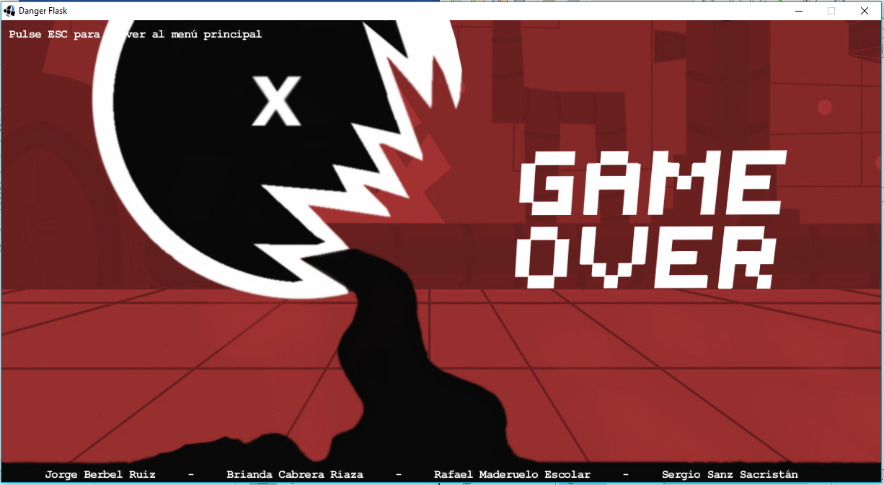 Danger Flask
Pulse ESC para ver al menú principal
X
GAME
OVER
Jorge Berbel Ruiz - Brianda Cabrera Riaza - Rafael Maderuelo Escolar - Sergio Sanz Sacristán